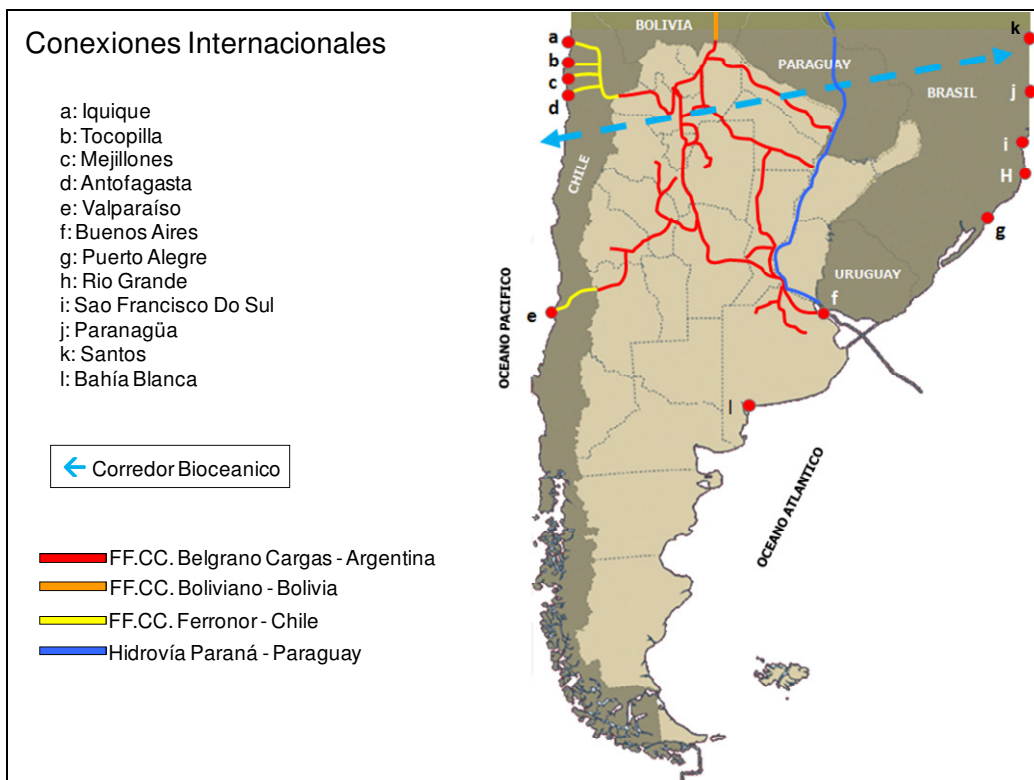 Conexiones Internacionales
a: Iquique
b: Tocopilla
c: Mejillones
d: Antofagasta
e: Valparaíso
f: Buenos Aires
g: Puerto Alegre
h: Rio Grande
i: Sao Francisco Do Sul
j: Paranagüa
k: Santos
l: Bahía Blanca
Corredor Bioceanico
FF.CC. Belgrano Cargas - Argentina
FF.CC. Boliviano - Bolivia
FF.CC. Ferronor - Chile
Hidrovía Paraná - Paraguay
BOLIVIA
a
k
b
PARAGUAY
c
BRASIL
j
d
i
CHILE
H
g
URUGUAY
OCEANO PACIFICO
f
e
l
OCEANO ATLANTICO